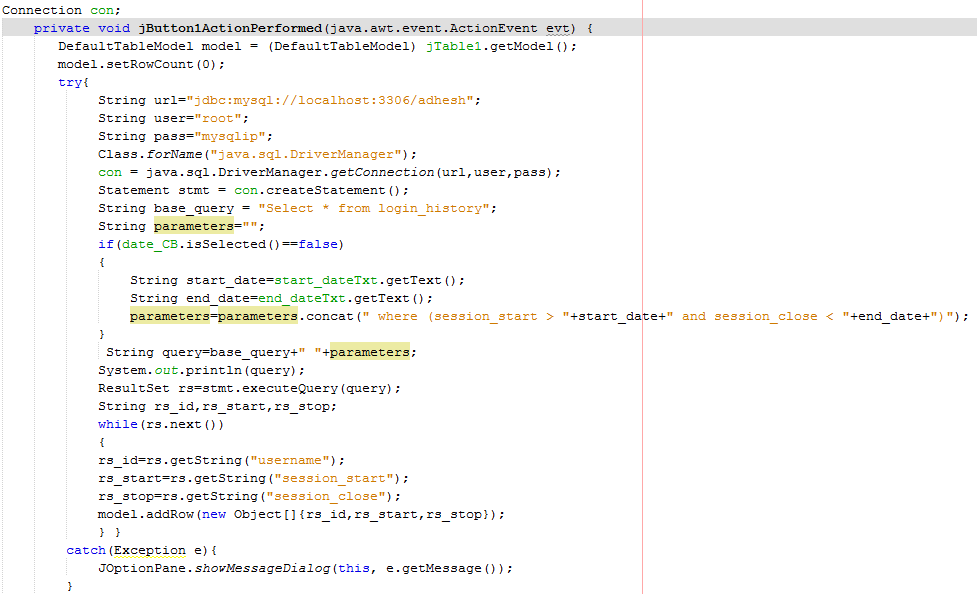 Connection con;
private void jButton1ActionPerformed(java.awt.event.ActionEvent evt) {
DefaultTableModel model = (DefaultTableModel) jTable1.getModel();
model.setRowCount(0);
try{
String url="jdbc:mysql://localhost:3306/adhesh";
String user="root";
String pass="mysqlip";
Class.forName("java.sql.DriverManager");
con = java.sql.DriverManager.getConnection(url,user,pass);
Statement stmt = con.createStatement();
String base_query = "Select * from login_history";
String parameters="";
if(date_CB.isSelected()==false)
{
String start_date=start_dateTxt.getText();
String end_date=end_dateTxt.getText();
parameters=parameters.concat(" where (session_start > "+start_date+" and session_close < "+end_date+")");
}
String query=base_query+" "+parameters;
System.out.println(query);
ResultSet rs=stmt.executeQuery(query);
String rs_id,rs_start,rs_stop;
while(rs.next())
{
rs_id=rs.getString("username");
rs_start=rs.getString("session_start");
rs_stop=rs.getString("session_close");
model.addRow(new Object[]{rs_id,rs_start,rs_stop});
} }
catch(Exception e){
JOptionPane.showMessageDialog(this, e.getMessage());
}